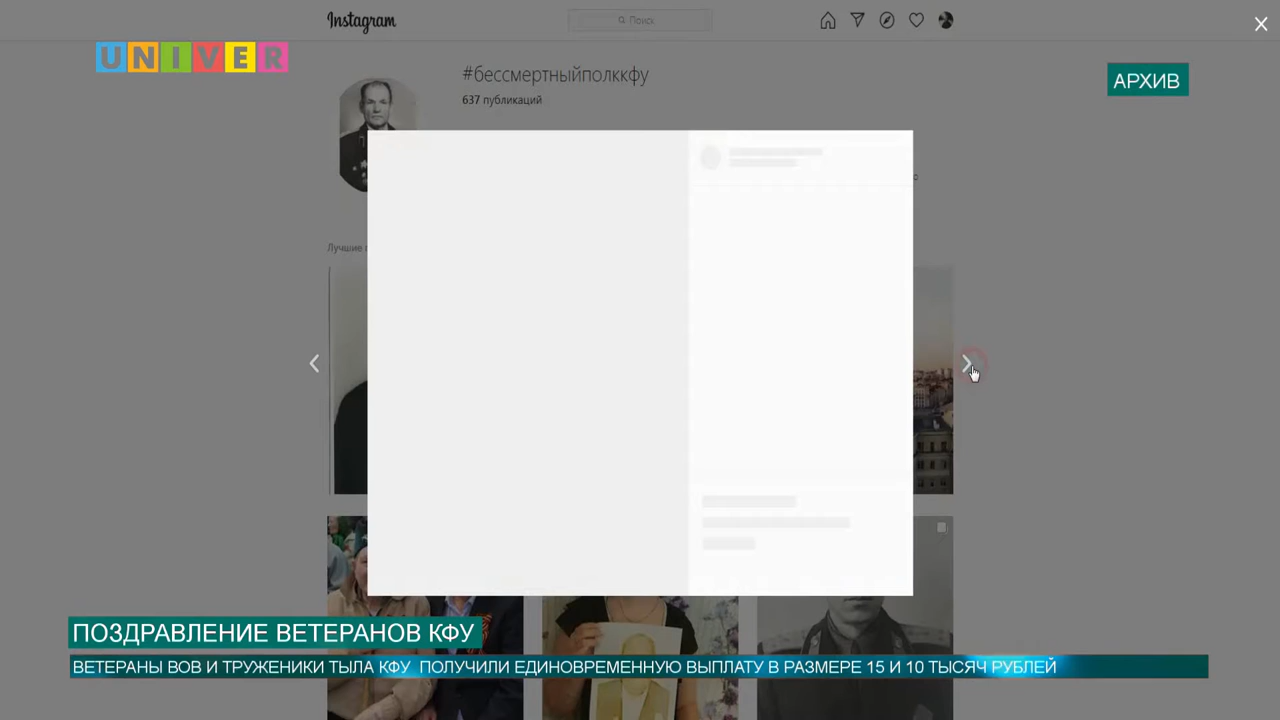 Instagram
Поиск
UNIVER
#бессмертныйполккфу
АРХИВ
637 публикаций
Лучшие
ПОЗДРАВЛЕНИЕ ВЕТЕРАНОВ КФУ
ВЕТЕРАНЫ ВОВ И ТРУЖЕНИКИ ТЫЛА КФУ ПОЛУЧИЛИ ЕДИНОВРЕМЕННУЮ ВЫПЛАТУ В РАЗМЕРЕ 15 И 10 ТЫСЯЧ РУБЛЕЙ